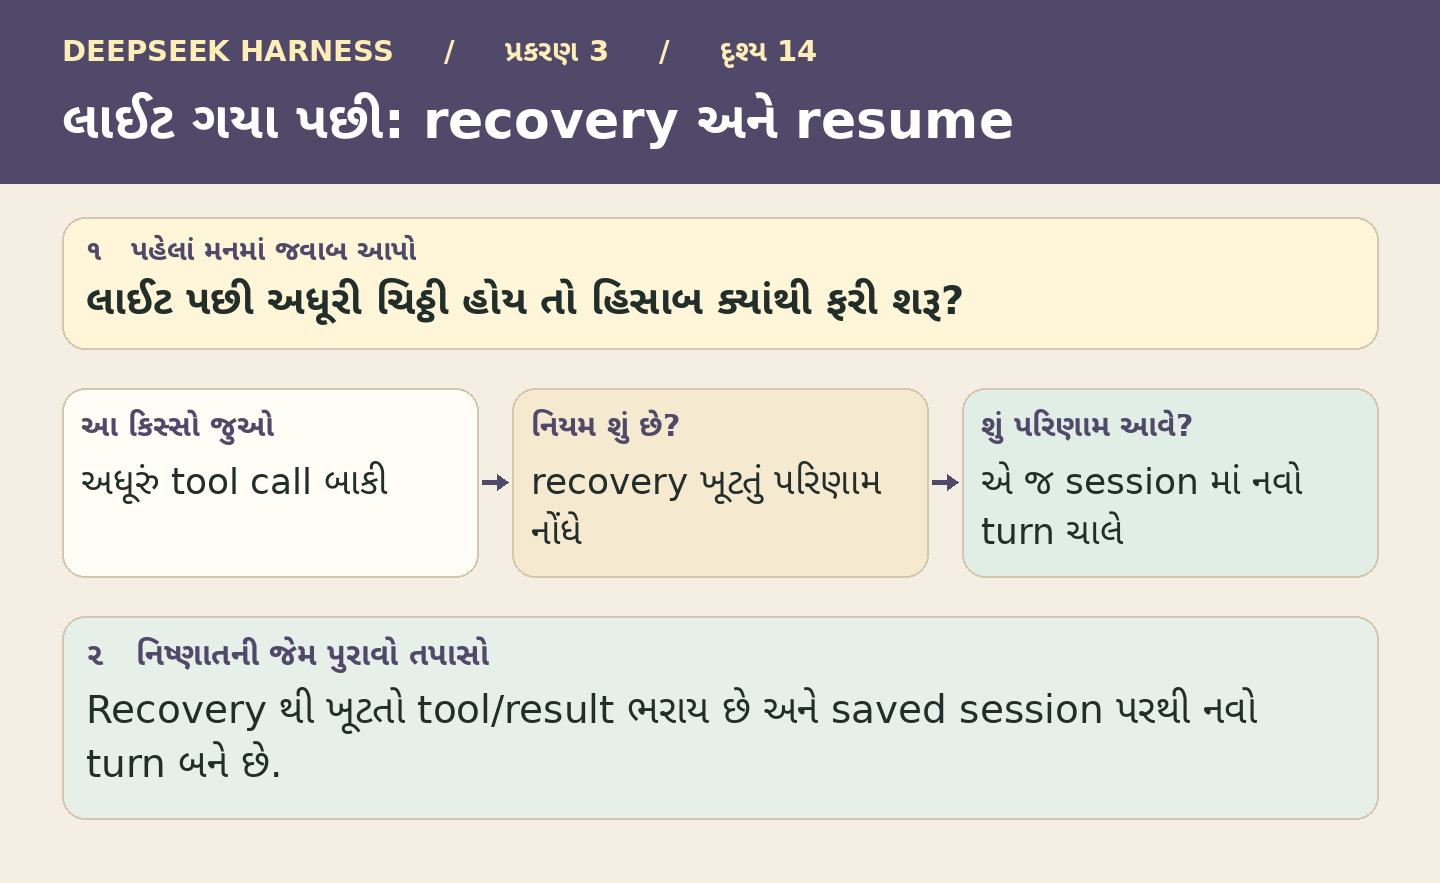 DEEPSEEK HARNESS / પ્રકરણ 3 / દૃશ્ય 14
લાઈટ ગયા પછી: recovery અને resume
૧ પહેલાં મનમાં જવાબ આપો
લાઈટ પછી અધૂરી ચિઠ્ઠી હોય તો હિસાબ ક્યાંથી ફરી શરૂ?
આ કિસ્સો જુઓ
અધૂરું tool call બાકી
નિયમ શું છે?
recovery ખૂટતું પરિણામ
નોંધે
શું પરિણામ આવે?
એ જ session માં નવો
turn ચાલે
૨ નિષ્ણાતની જેમ પુરાવો તપાસો
Recovery થી ખૂટતો tool/result ભરાય છે અને saved session પરથી નવો
turn બને છે.